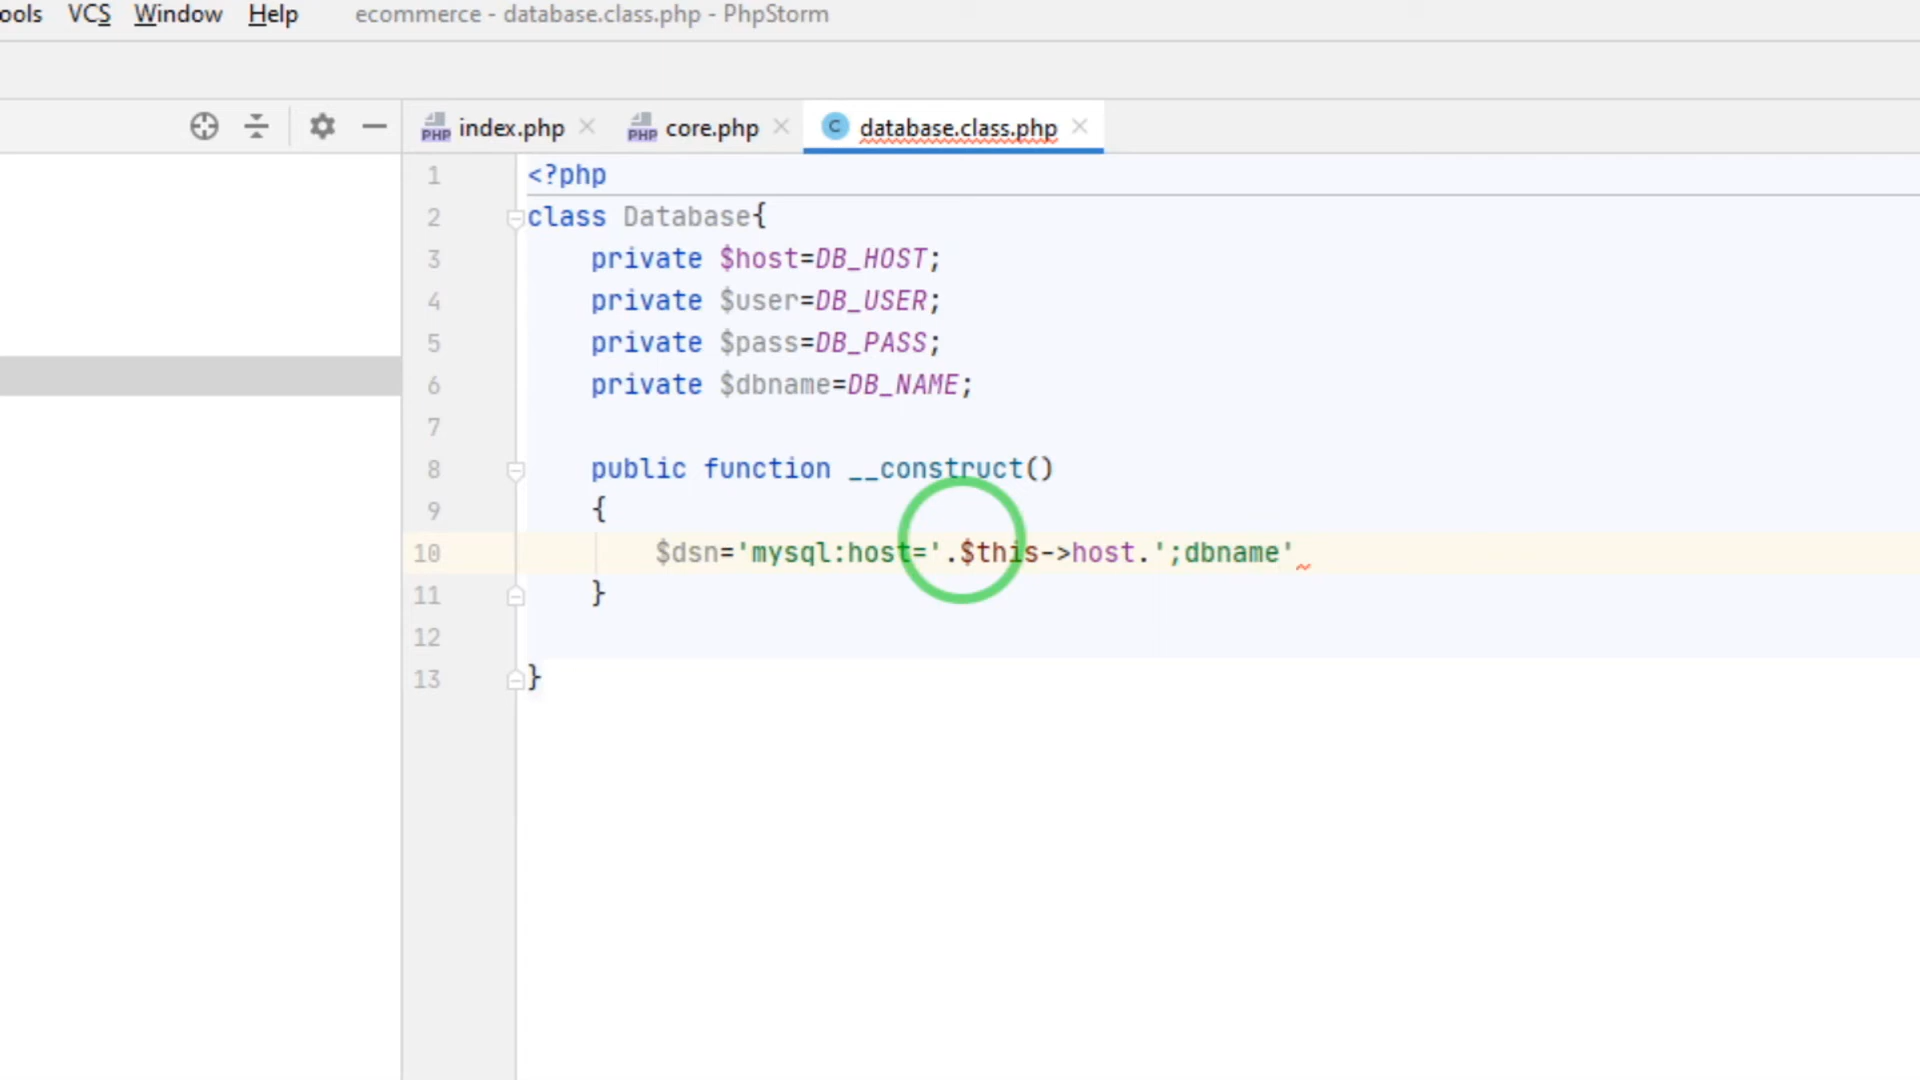 ools VCS Window Help ecommerce - database.class.php - PhpStorm
index.php core.php database.class.php
1 <?php
2 class Database{
3 private $host=DB_HOST;
4 private $user=DB_USER;
5 private $pass=DB_PASS;
6 private $dbname=DB_NAME;
7
8 public function __construct()
9 {
10 $dsn='mysql:host='.$this->host.';dbname'
11 }
12
13 }